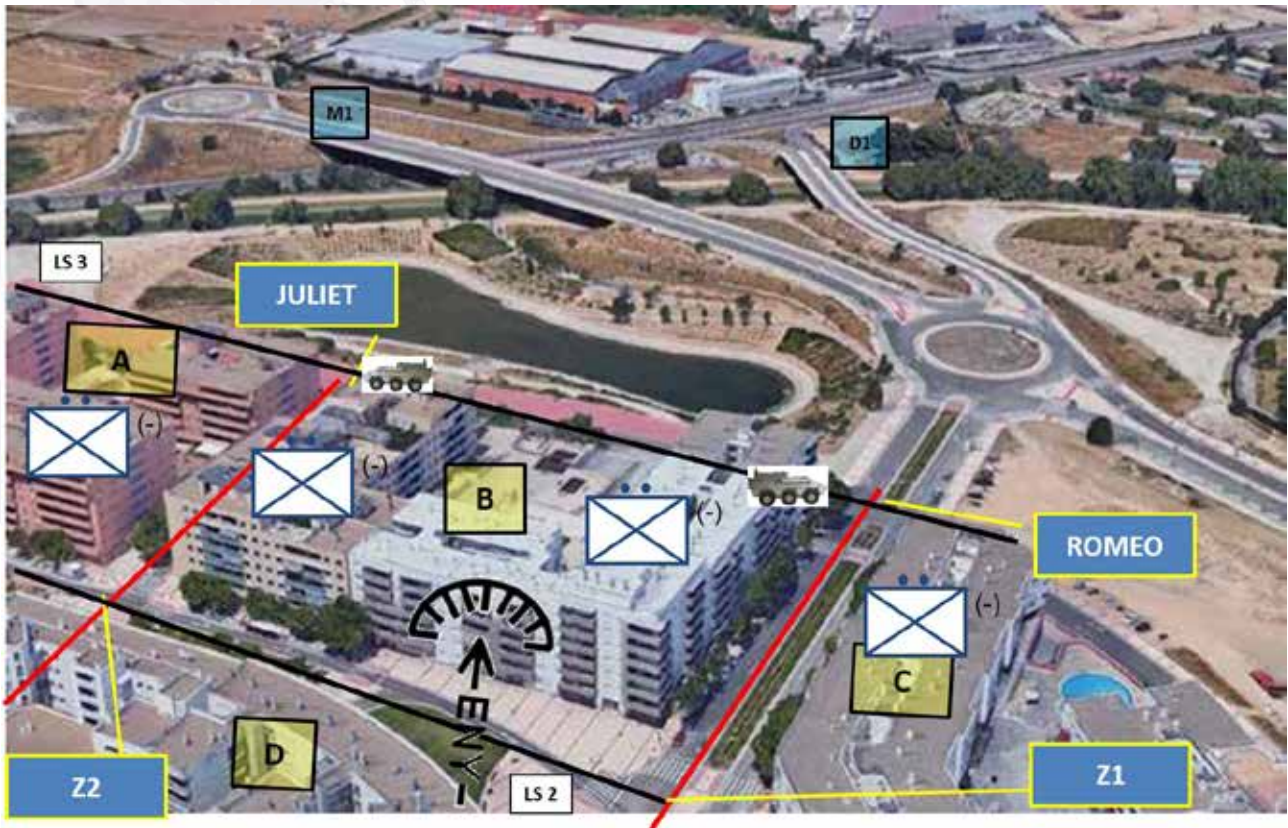 M1
D1
LS 3
JULIET
A
(-)
(-)
B
(-)
ROMEO
(-)
C
ENY
D
Z2
LS 2
Z1